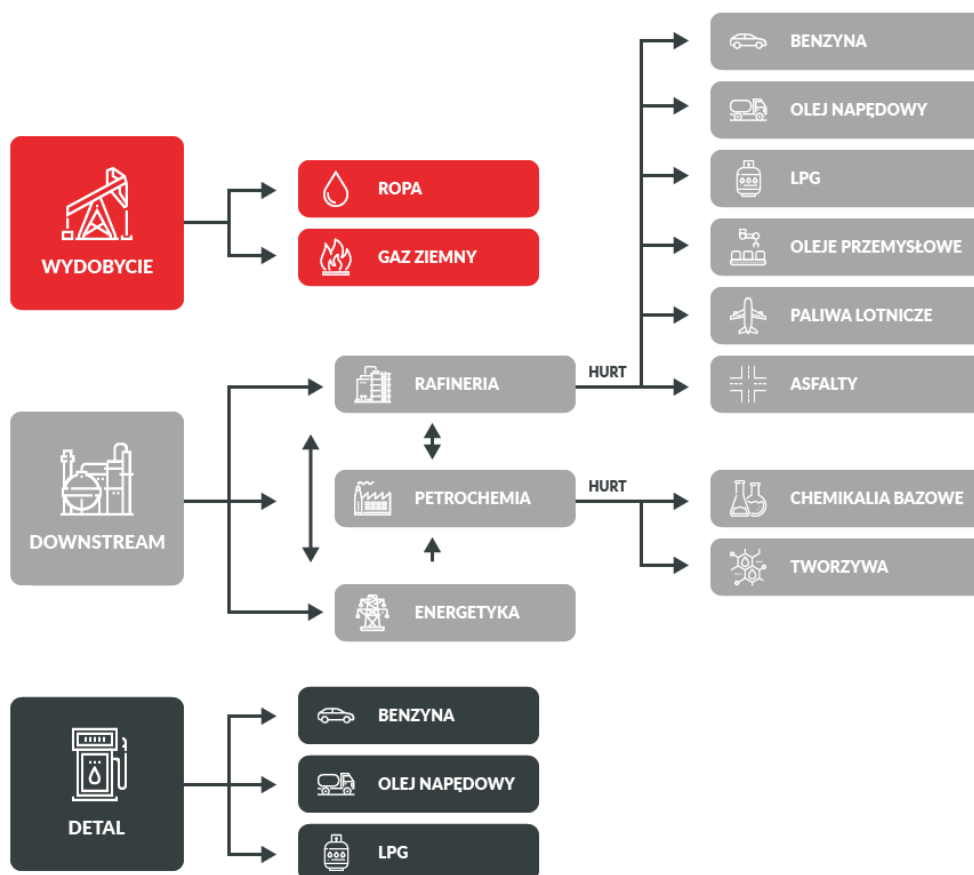 WYDOBYCIE
ROPA
GAZ ZIEMNY
DOWNSTREAM
RAFINERIA
HURT
BENZYNA
OLEJ NAPĘDOWY
LPG
OLEJE PRZEMYSŁOWE
PALIWA LOTNICZE
ASFALTY
PETROCHEMIA
HURT
CHEMIKALIA BAZOWE
TWORZYWA
ENERGETYKA
DETAL
BENZYNA
OLEJ NAPĘDOWY
LPG